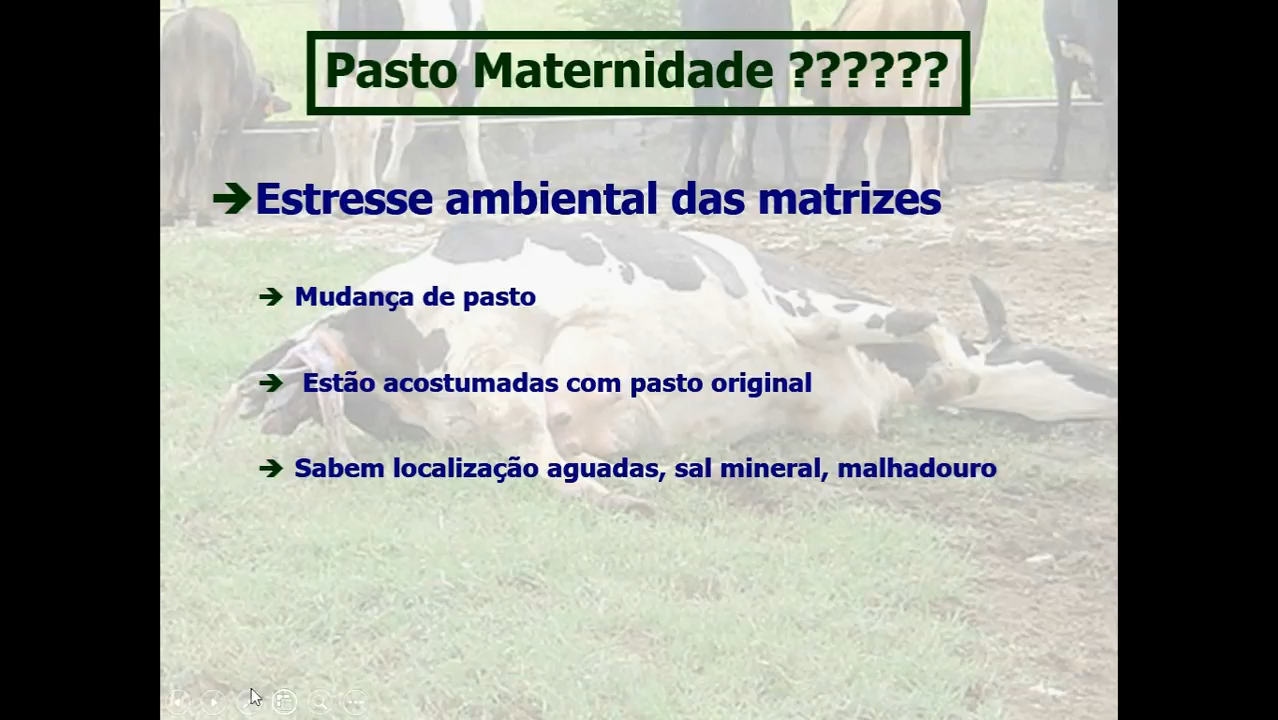 Pasto Maternidade ??????
➔Estresse ambiental das matrizes
➔ Mudança de pasto
➔ Estão acostumadas com pasto original
➔ Sabem localização aguadas, sal mineral, malhadouro